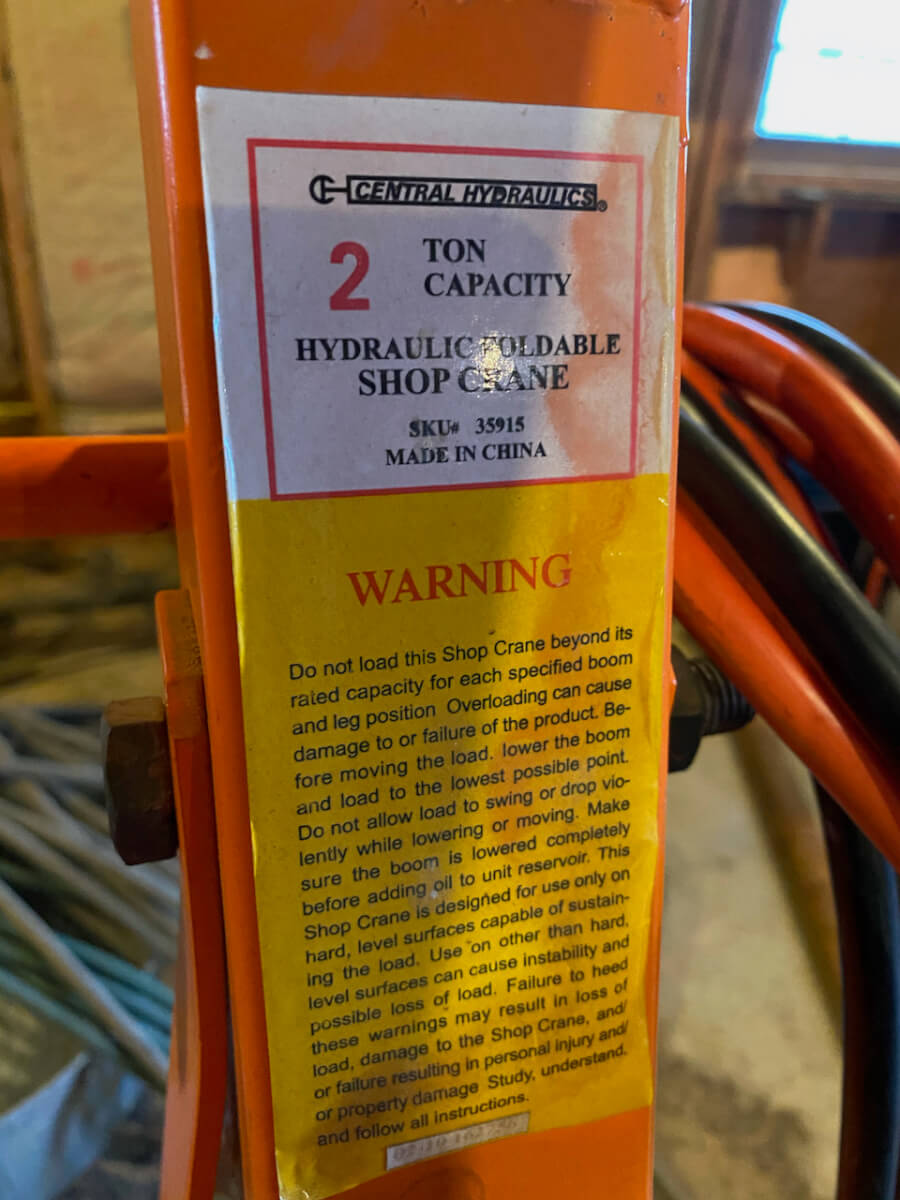 CENTRAL HYDRAULICS®
2 TON
CAPACITY
HYDRAULIC FOLDABLE
SHOP CRANE
SKU# 35915
MADE IN CHINA
WARNING
Do not load this Shop Crane beyond its
rated capacity for each specified boom
and leg position Overloading can cause
damage to or failure of the product. Be-
fore moving the load, lower the boom
and load to the lowest possible point.
Do not allow load to swing or drop vio-
lently while lowering or moving. Make
sure the boom is lowered completely
before adding oil to unit reservoir. This
Shop Crane is designed for use only on
hard, level surfaces capable of sustain-
ing the load. Use on other than hard,
level surfaces can cause instability and
possible loss of load. Failure to heed
these warnings may result in loss of
load, damage to the Shop Crane, and/
or failure resulting in personal injury and/
or property damage Study, understand,
and follow all instructions.